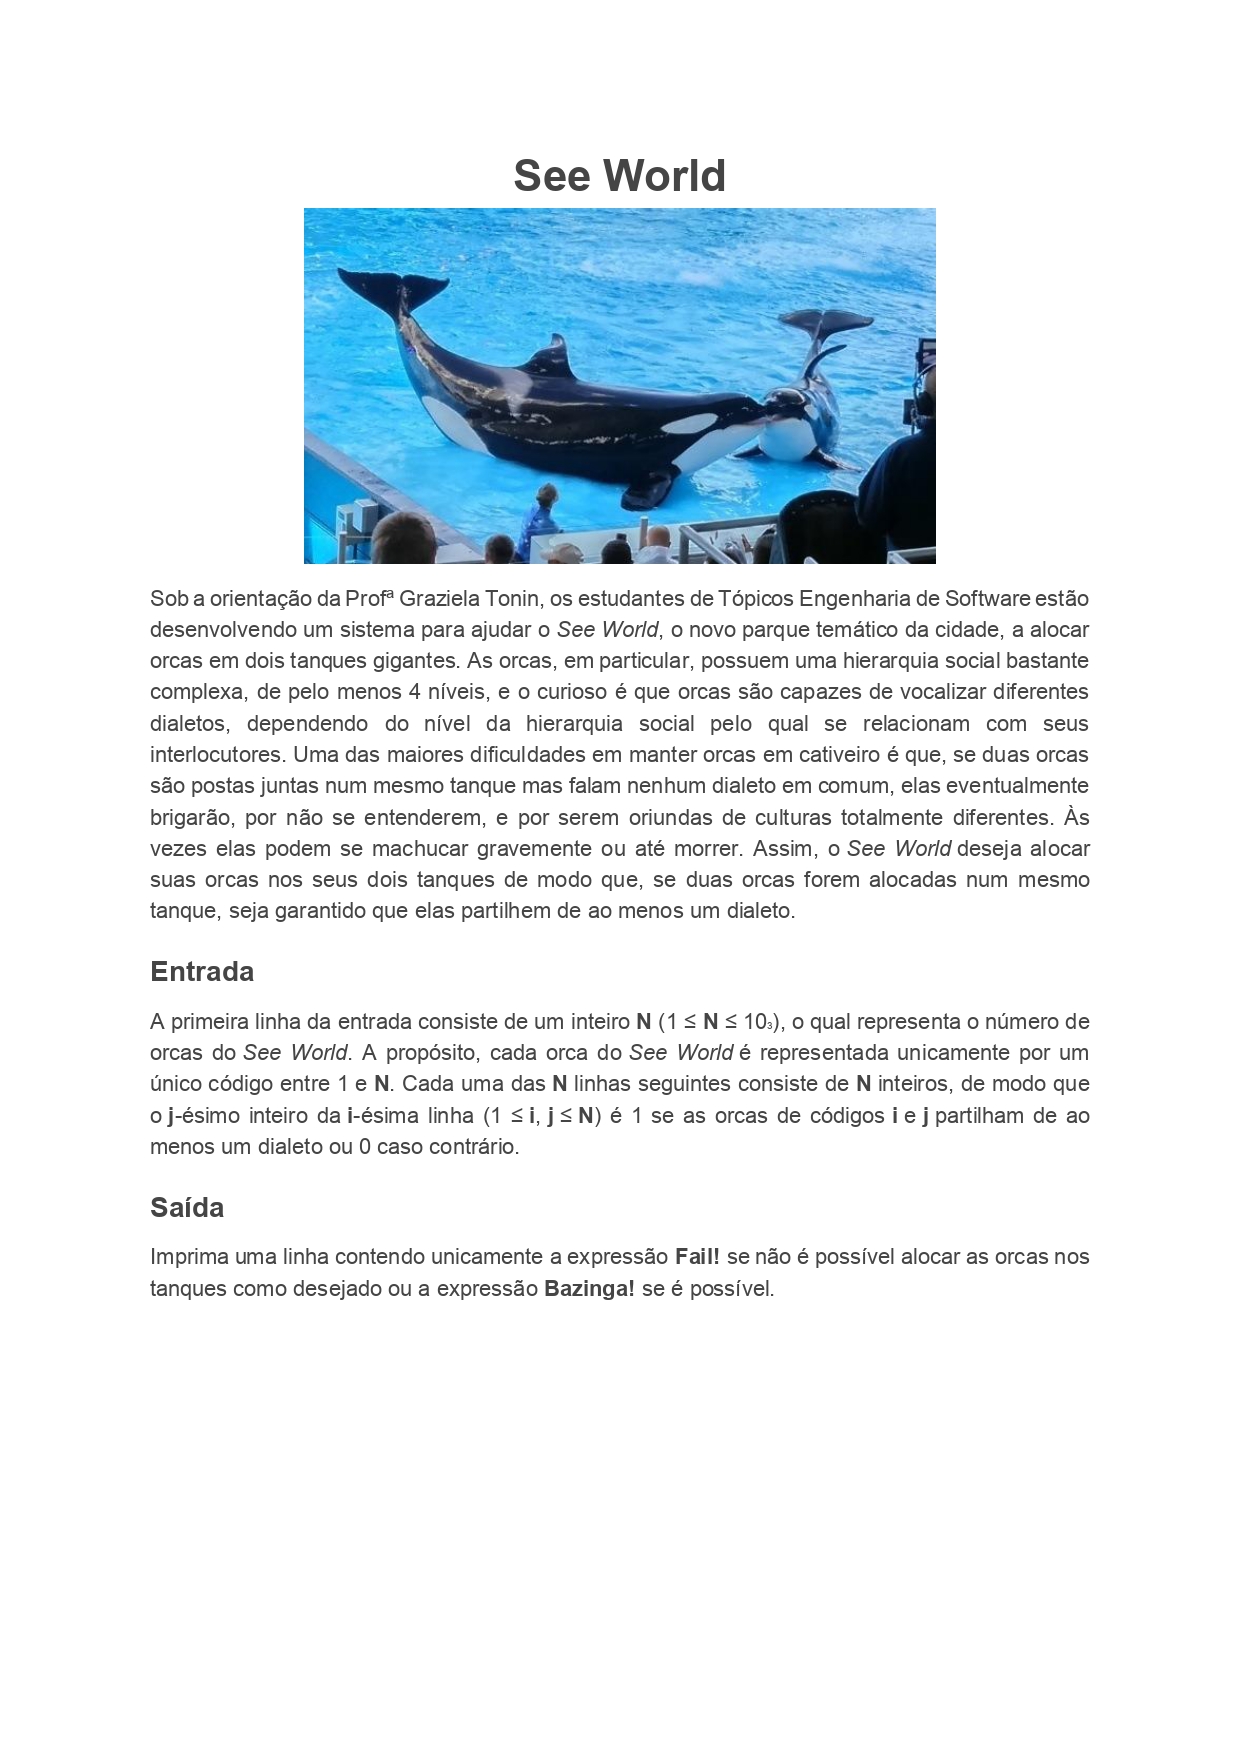 See World
Sob a orientação da Profª Graziela Tonin, os estudantes de Tópicos Engenharia de Software estão
desenvolvendo um sistema para ajudar o See World, o novo parque temático da cidade, a alocar
orcas em dois tanques gigantes. As orcas, em particular, possuem uma hierarquia social bastante
complexa, de pelo menos 4 níveis, e o curioso é que orcas são capazes de vocalizar diferentes
dialetos, dependendo do nível da hierarquia social pelo qual se relacionam com seus
interlocutores. Uma das maiores dificuldades em manter orcas em cativeiro é que, se duas orcas
são postas juntas num mesmo tanque mas falam nenhum dialeto em comum, elas eventualmente
brigarão, por não se entenderem, e por serem oriundas de culturas totalmente diferentes. Às
vezes elas podem se machucar gravemente ou até morrer. Assim, o See World deseja alocar
suas orcas nos seus dois tanques de modo que, se duas orcas forem alocadas num mesmo
tanque, seja garantido que elas partilhem de ao menos um dialeto.
Entrada
A primeira linha da entrada consiste de um inteiro N (1 ≤ N ≤ 10₃), o qual representa o número de
orcas do See World. A propósito, cada orca do See World é representada unicamente por um
único código entre 1 e N. Cada uma das N linhas seguintes consiste de N inteiros, de modo que
o j-ésimo inteiro da i-ésima linha (1 ≤ i, j ≤ N) é 1 se as orcas de códigos i e j partilham de ao
menos um dialeto ou 0 caso contrário.
Saída
Imprima uma linha contendo unicamente a expressão Fail! se não é possível alocar as orcas nos
tanques como desejado ou a expressão Bazinga! se é possível.